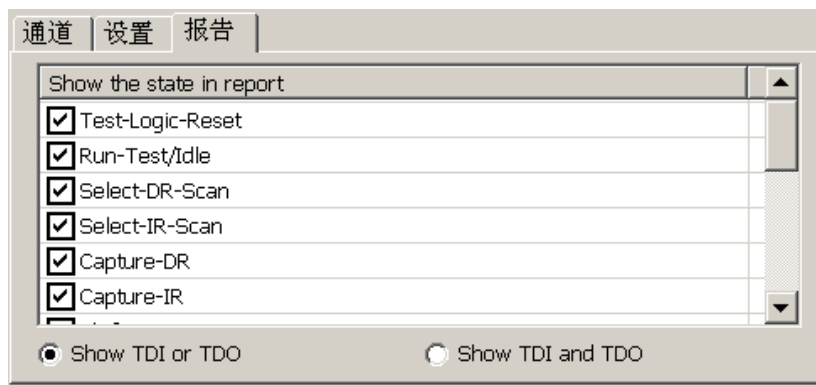 通道 设置 报告
Show the state in report
Test-Logic-Reset
Run-Test/Idle
Select-DR-Scan
Select-IR-Scan
Capture-DR
Capture-IR
Show TDI or TDO Show TDI and TDO